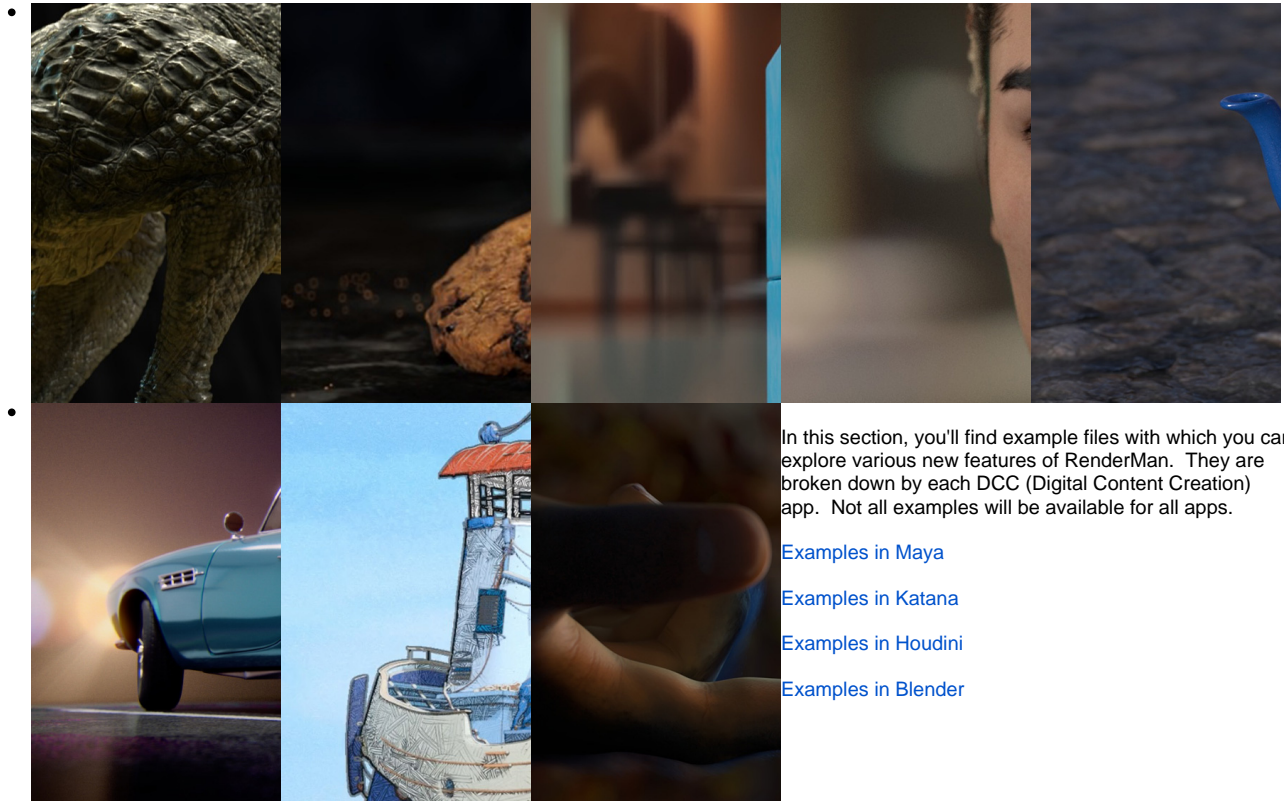 In this section, you'll find example files with which you can
explore various new features of RenderMan.  They are
broken down by each DCC (Digital Content Creation)
app.  Not all examples will be available for all apps.
Examples in Maya
Examples in Katana
Examples in Houdini
Examples in Blender